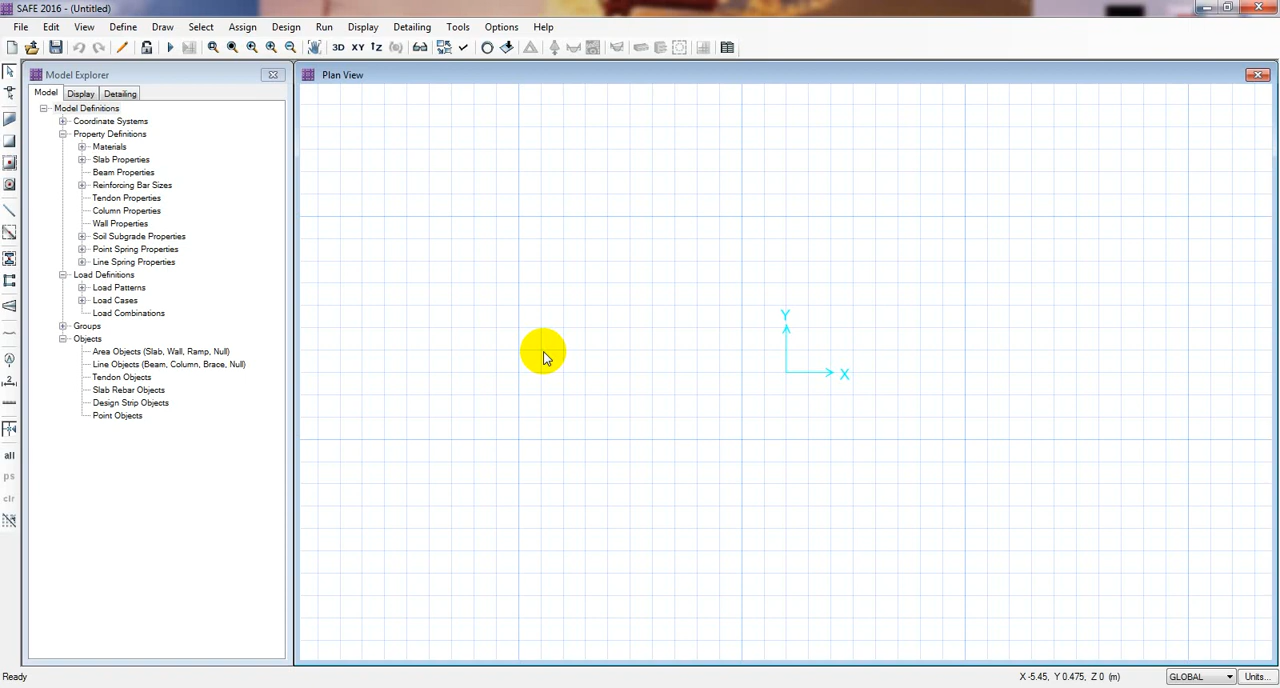 SAFE 2016 - (Untitled)
File Edit View Define Draw Select Assign Design Run Display Detailing Tools Options Help
3D XY
Model Explorer
Plan View
Model Display Detailing
Model Definitions
Coordinate Systems
Property Definitions
Materials
Slab Properties
Beam Properties
Reinforcing Bar Sizes
Tendon Properties
Column Properties
Wall Properties
Soil Subgrade Properties
Point Spring Properties
Line Spring Properties
Load Definitions
Load Patterns
Load Cases
Load Combinations
Groups
Objects
Area Objects (Slab, Wall, Ramp, Null)
Line Objects (Beam, Column, Brace, Null)
Tendon Objects
Slab Rebar Objects
Design Strip Objects
Point Objects
all
ps
clr
Y
X
Ready
X -5.45, Y 0.475, Z 0 (m)
GLOBAL
Units...